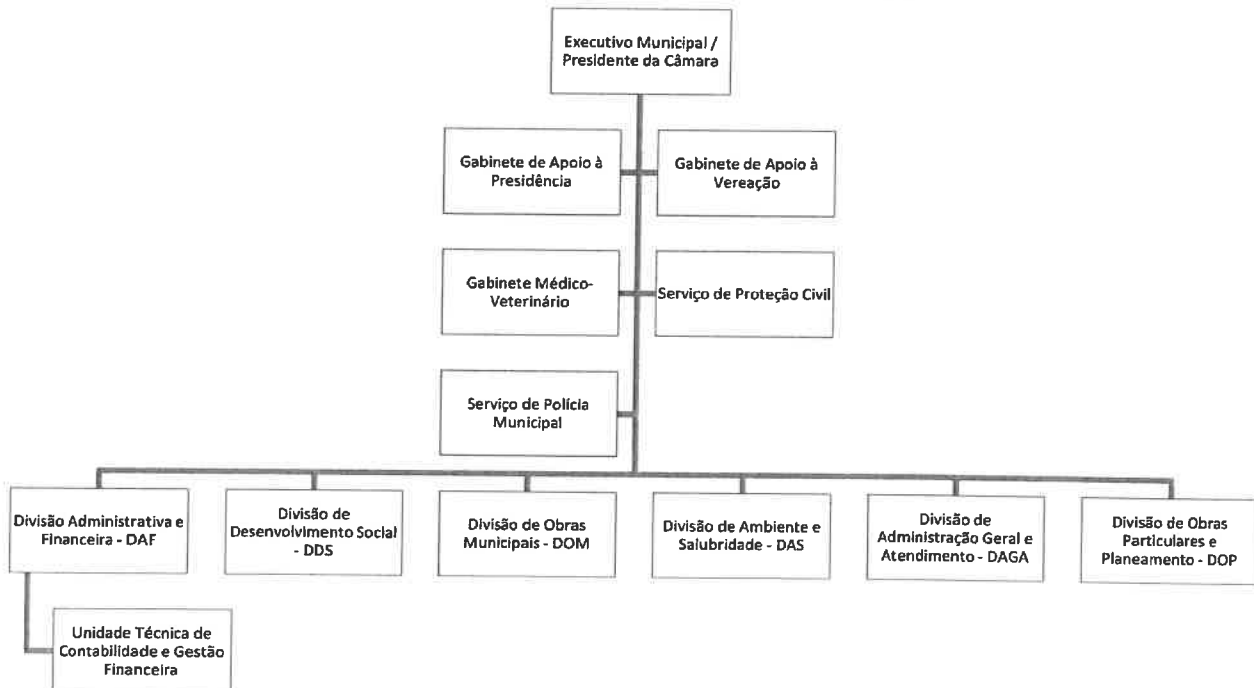 Executivo Municipal /
Presidente da Câmara
Gabinete de Apoio à
Presidência
Gabinete de Apoio à
Vereação
Gabinete Médico-
Veterinário
Serviço de Proteção Civil
Serviço de Polícia
Municipal
Divisão Administrativa e
Financeira - DAF
Divisão de
Desenvolvimento Social
- DDS
Divisão de Obras
Municipais - DOM
Divisão de Ambiente e
Salubridade - DAS
Divisão de
Administração Geral e
Atendimento - DAGA
Divisão de Obras
Particulares e
Planeamento - DOP
Unidade Técnica de
Contabilidade e Gestão
Financeira